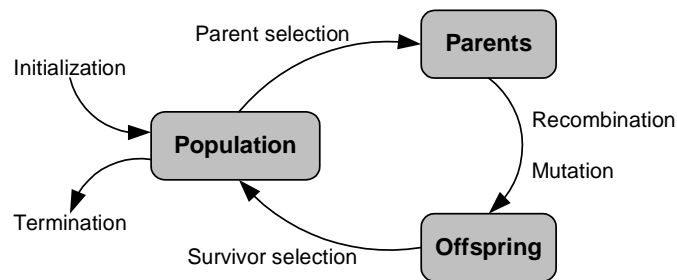 Parent selection
Parents
Initialization
Recombination
Population
Mutation
Termination
Offspring
Survivor selection